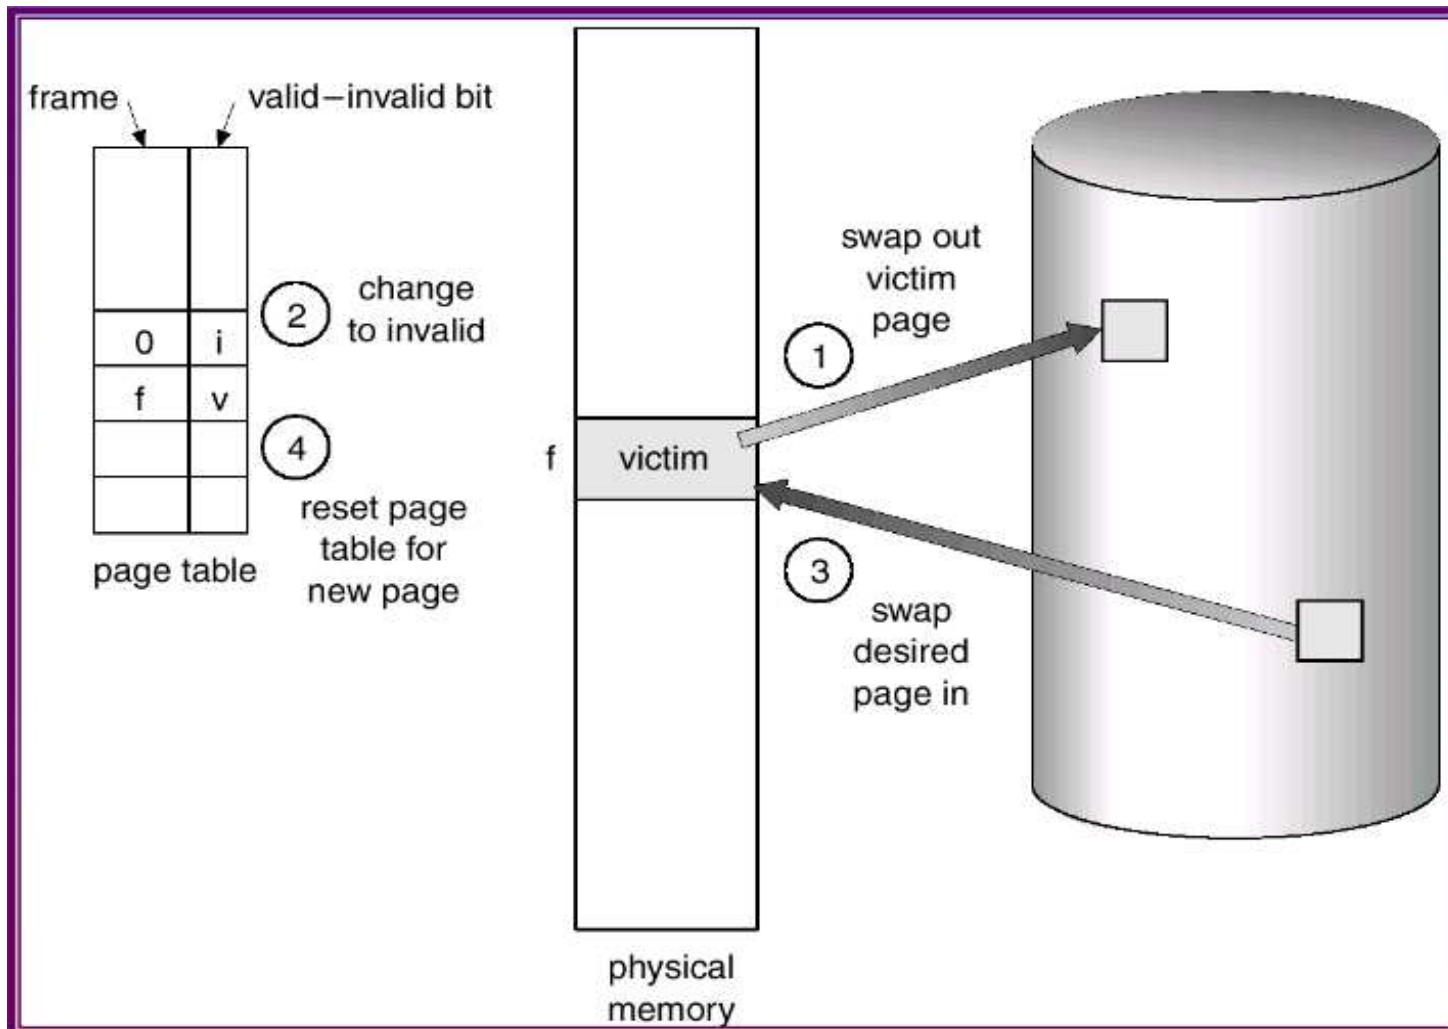 frame
valid–invalid bit
0 i
f v
page table
2
change
to invalid
4
reset page
table for
new page
f
victim
physical
memory
1
swap out
victim
page
3
swap
desired
page in